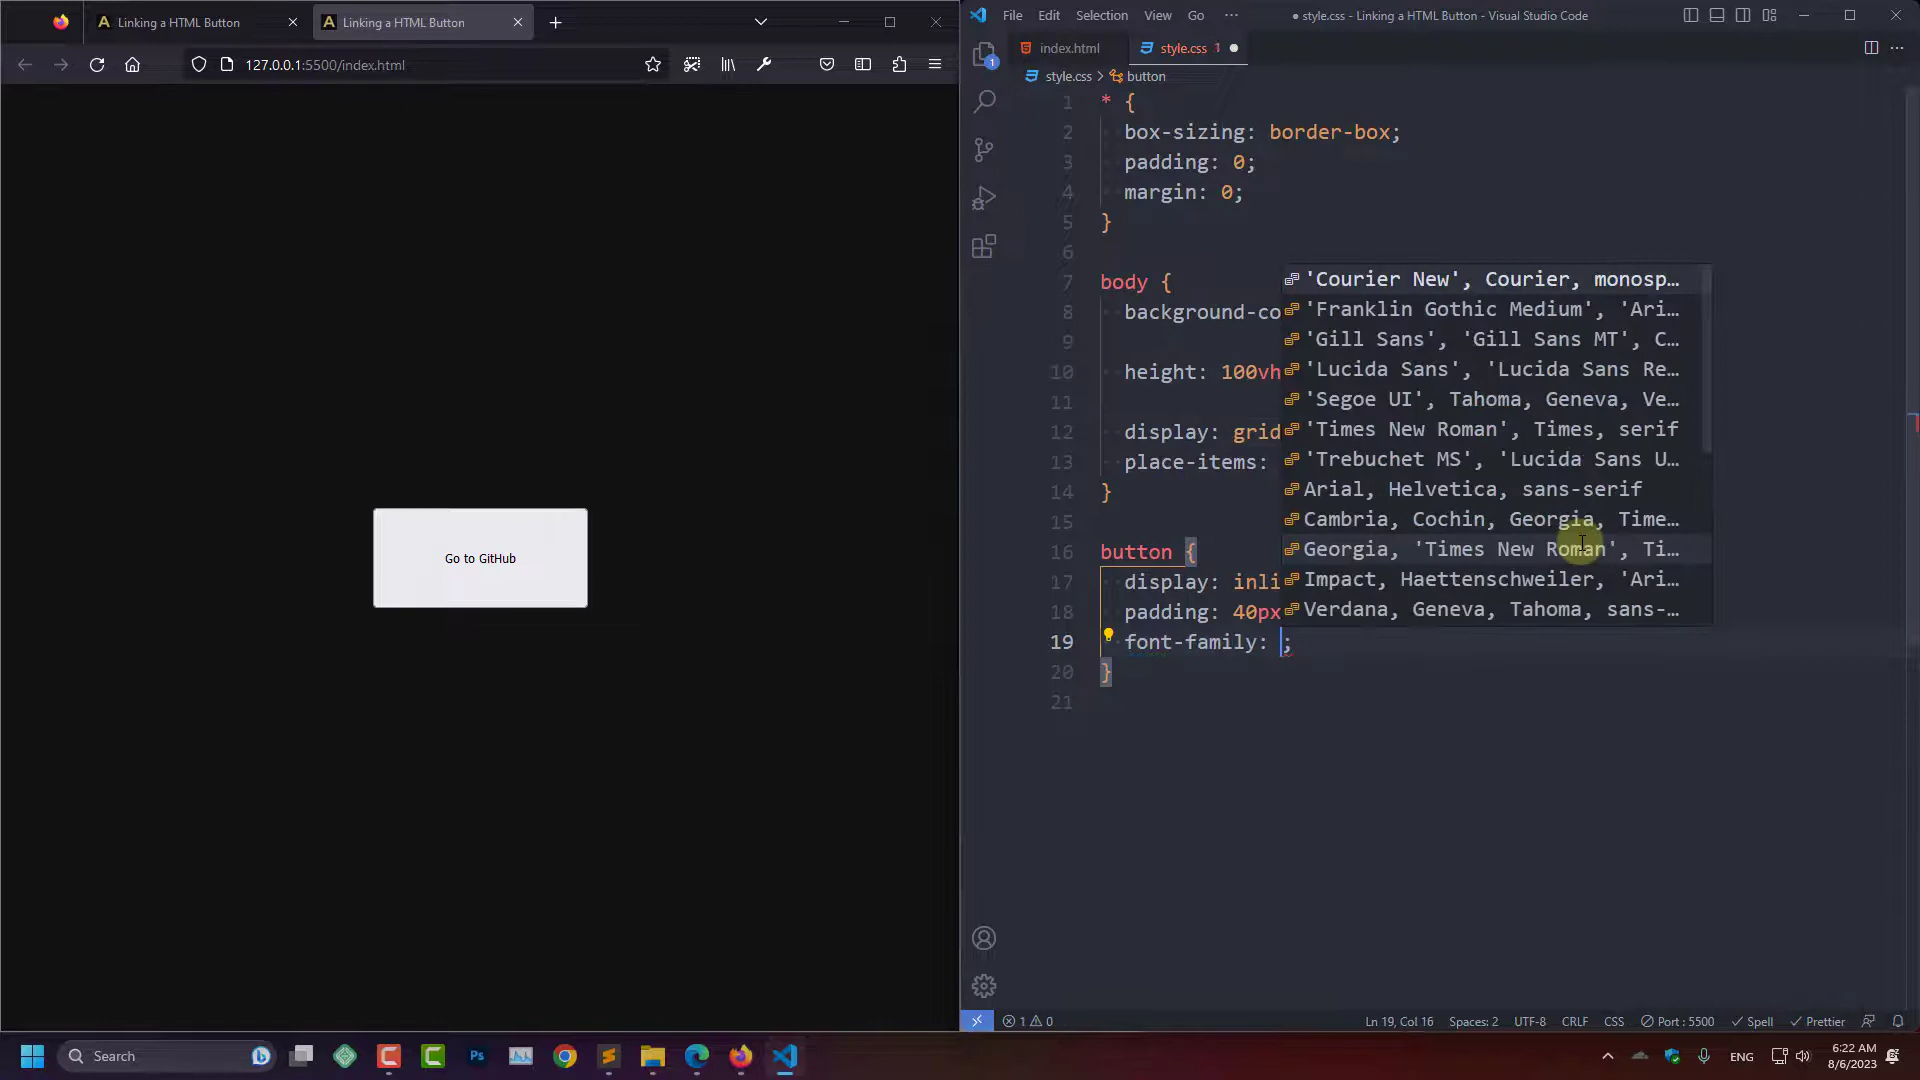 Linking a HTML Button
Linking a HTML Button
127.0.0.1:5500/index.html
Go to GitHub
File Edit Selection View Go ···
● style.css - Linking a HTML Button - Visual Studio Code
1
index.html
style.css 1
style.css > button
1 * {
2 box-sizing: border-box;
3 padding: 0;
4 margin: 0;
5 }
6
7 body {
8 background-co
9
10 height: 100vh
11
12 display: grid
13 place-items:
14 }
15
16 button {
17 display: inli
18 padding: 40px
19 font-family: ;
20 }
21
'Courier New', Courier, monosp…
'Franklin Gothic Medium', 'Ari…
'Gill Sans', 'Gill Sans MT', C…
'Lucida Sans', 'Lucida Sans Re…
'Segoe UI', Tahoma, Geneva, Ve…
'Times New Roman', Times, serif
'Trebuchet MS', 'Lucida Sans U…
Arial, Helvetica, sans-serif
Cambria, Cochin, Georgia, Time…
Georgia, 'Times New Roman', Ti…
Impact, Haettenschweiler, 'Ari…
Verdana, Geneva, Tahoma, sans-…
1 0
Ln 19, Col 16 Spaces: 2 UTF-8 CRLF CSS Port : 5500 Spell Prettier
Search
Ps
ENG
6:22 AM
8/6/2023